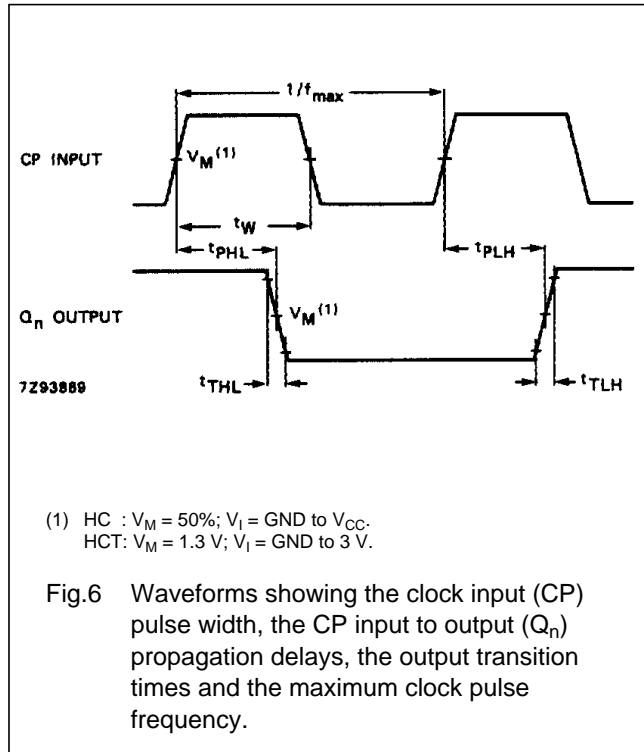 1/fmax
CP INPUT
VM(1)
tW
tPHL
tPLH
Qn OUTPUT
VM(1)
tTHL
tTLH
7Z93869
(1) HC : VM = 50%; VI = GND to VCC.
HCT: VM = 1.3 V; VI = GND to 3 V.
Fig.6 Waveforms showing the clock input (CP)
pulse width, the CP input to output (Qn)
propagation delays, the output transition
times and the maximum clock pulse
frequency.